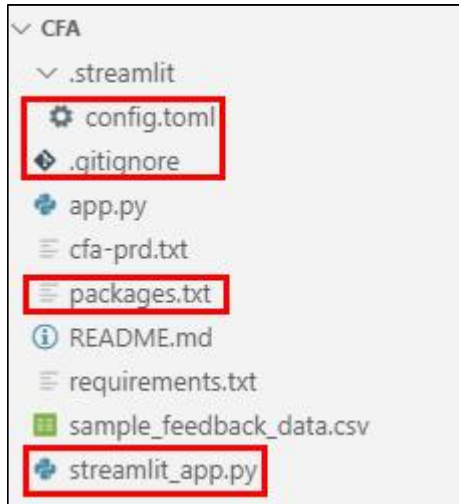 CFA
.streamlit
config.toml
.gitignore
app.py
cfa-prd.txt
packages.txt
README.md
requirements.txt
sample_feedback_data.csv
streamlit_app.py